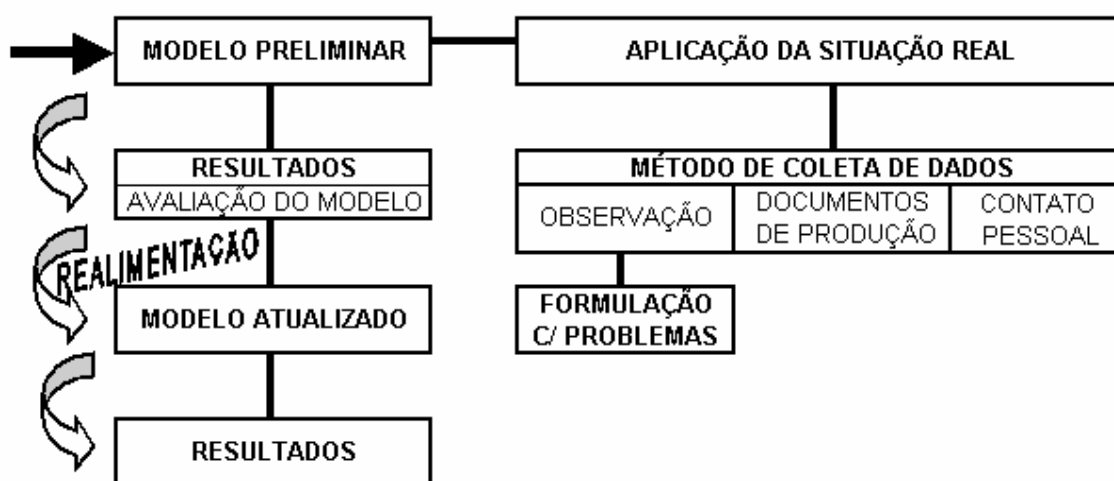 MODELO PRELIMINAR
APLICAÇÃO DA SITUAÇÃO REAL
RESULTADOS
AVALIAÇÃO DO MODELO
MÉTODO DE COLETA DE DADOS
OBSERVAÇÃO
DOCUMENTOS
DE PRODUÇÃO
CONTATO
PESSOAL
REALIMENTAÇÃO
MODELO ATUALIZADO
FORMULAÇÃO
C/ PROBLEMAS
RESULTADOS